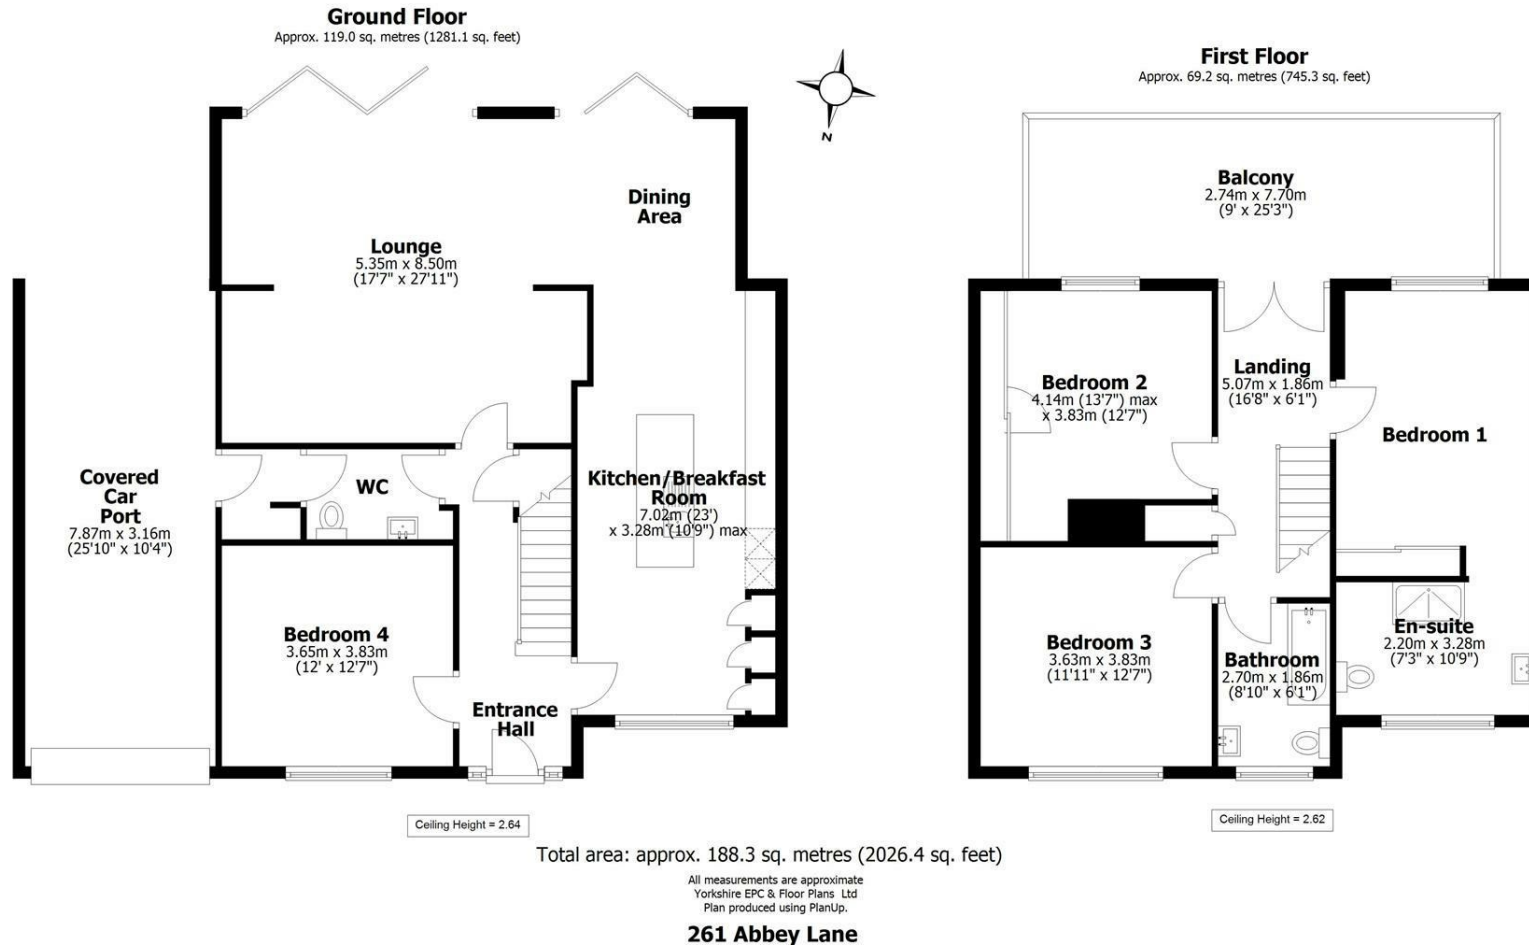 Ground Floor
Approx. 119.0 sq. metres (1281.1 sq. feet)
N
Dining
Area
Lounge
5.35m x 8.50m
(17'7" x 27'11")
Covered
Car
Port
7.87m x 3.16m
(25'10" x 10'4")
WC
Kitchen/Breakfast
Room
7.02m (23')
x 3.28m (10'9") max
Bedroom 4
3.65m x 3.83m
(12' x 12'7")
Entrance
Hall
Ceiling Height = 2.64
First Floor
Approx. 69.2 sq. metres (745.3 sq. feet)
Balcony
2.74m x 7.70m
(9' x 25'3")
Bedroom 2
4.14m (13'7") max
x 3.83m (12'7")
Landing
5.07m x 1.86m
(16'8" x 6'1")
Bedroom 1
Bedroom 3
3.63m x 3.83m
(11'11" x 12'7")
Bathroom
2.70m x 1.86m
(8'10" x 6'1")
En-suite
2.20m x 3.28m
(7'3" x 10'9")
Ceiling Height = 2.62
Total area: approx. 188.3 sq. metres (2026.4 sq. feet)
All measurements are approximate
Yorkshire EPC & Floor Plans Ltd
Plan produced using PlanUp.
261 Abbey Lane